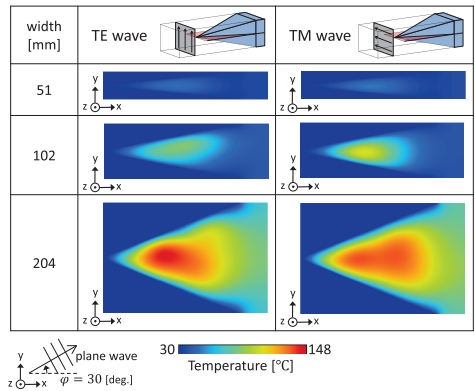 width
[mm]
TE wave
TM wave
51
y
z
x
y
z
x
102
y
z
x
y
z
x
204
y
z
x
y
z
x
y
z
x
plane wave
φ = 30 [deg.]
30
148
Temperature [°C]